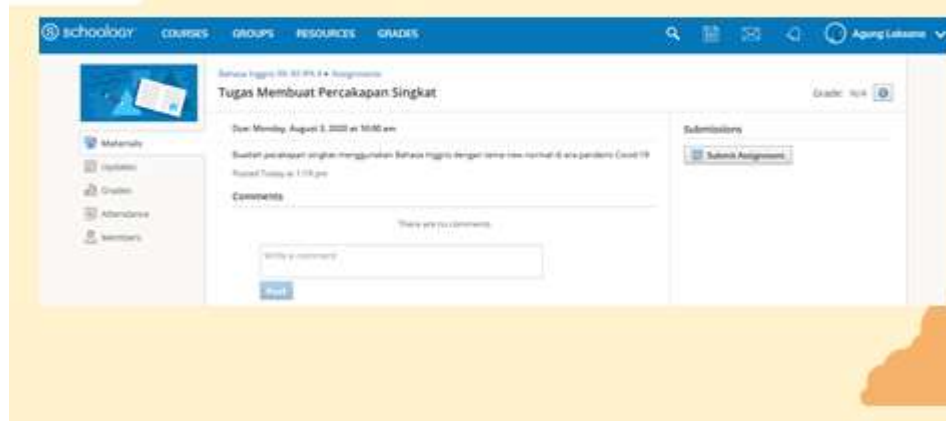 schoology COURSES GROUPS RESOURCES GRADES Agung Laksana
Bahasa Inggris XII IPA Assignments
Tugas Membuat Percakapan Singkat
Grade: N/A
Due: Monday, August 3, 2020 at 10:00 am
Submissions
Materials
Buatlah percakapan singkat menggunakan Bahasa Inggris dengan tema new normal di era pandemi Covid-19
Submit Assignment
Updates
Posted Today at 1:19 pm
Grades
Comments
Attendance
There are no comments
Members
Write a comment
Post